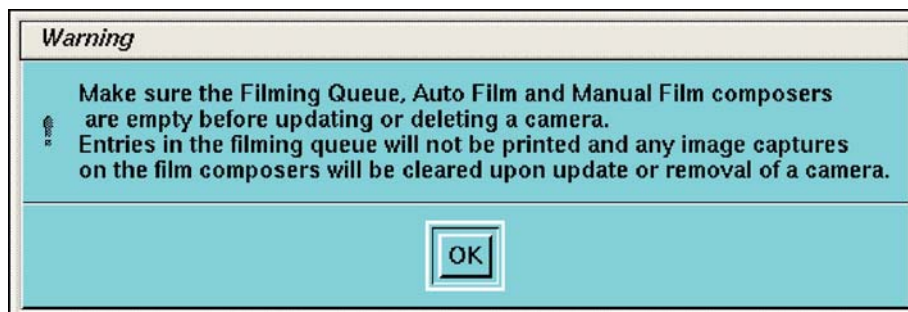 Warning
Make sure the Filming Queue, Auto Film and Manual Film composers
are empty before updating or deleting a camera.
Entries in the filming queue will not be printed and any image captures
on the film composers will be cleared upon update or removal of a camera.
OK